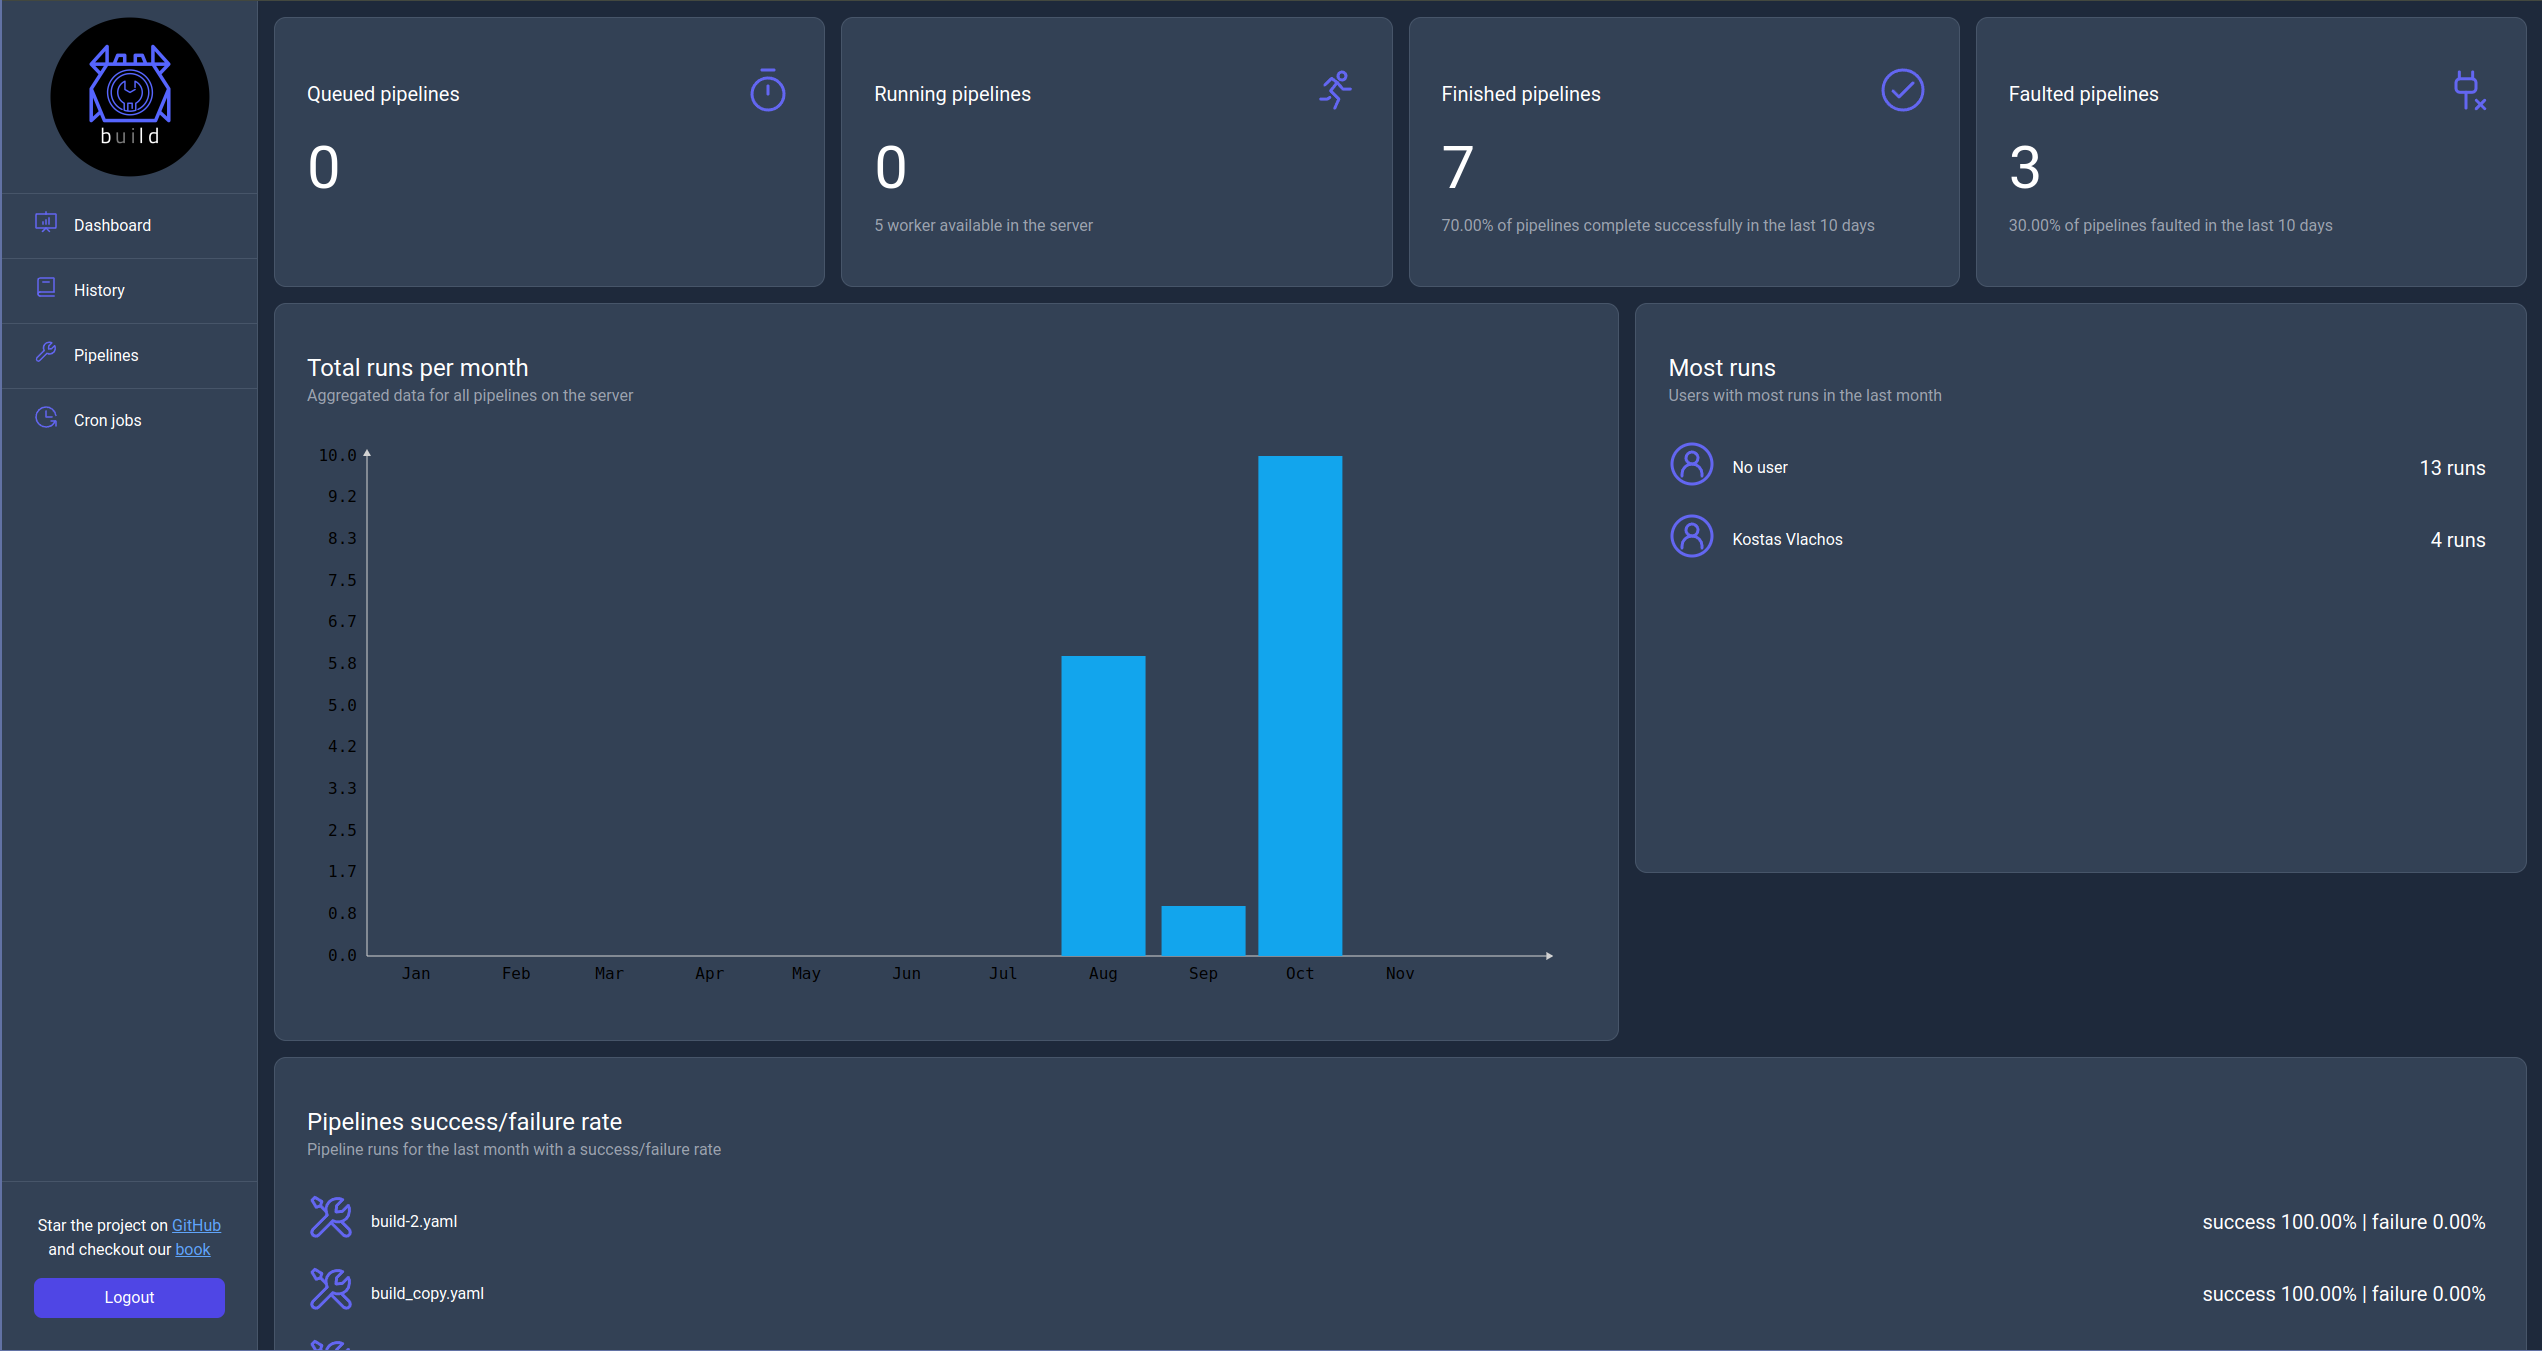 build
Dashboard
History
Pipelines
Cron jobs
Star the project on GitHub
and checkout our book
Logout
Queued pipelines
0
Running pipelines
0
5 worker available in the server
Finished pipelines
7
70.00% of pipelines complete successfully in the last 10 days
Faulted pipelines
3
30.00% of pipelines faulted in the last 10 days
Total runs per month
Aggregated data for all pipelines on the server
10.0
9.2
8.3
7.5
6.7
5.8
5.0
4.2
3.3
2.5
1.7
0.8
0.0
Jan Feb Mar Apr May Jun Jul Aug Sep Oct Nov
Most runs
Users with most runs in the last month
No user 13 runs
Kostas Vlachos 4 runs
Pipelines success/failure rate
Pipeline runs for the last month with a success/failure rate
build-2.yaml success 100.00% | failure 0.00%
build_copy.yaml success 100.00% | failure 0.00%